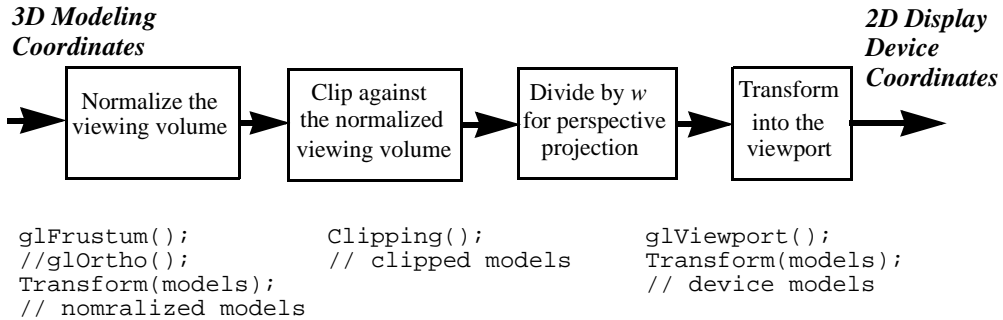 3D Modeling
Coordinates
2D Display
Device
Coordinates
Normalize the
viewing volume
Clip against
the normalized
viewing volume
Divide by w
for perspective
projection
Transform
into the
viewport
glFrustum();
//glOrtho();
Transform(models);
// nomralized models
Clipping();
// clipped models
glViewport();
Transform(models);
// device models